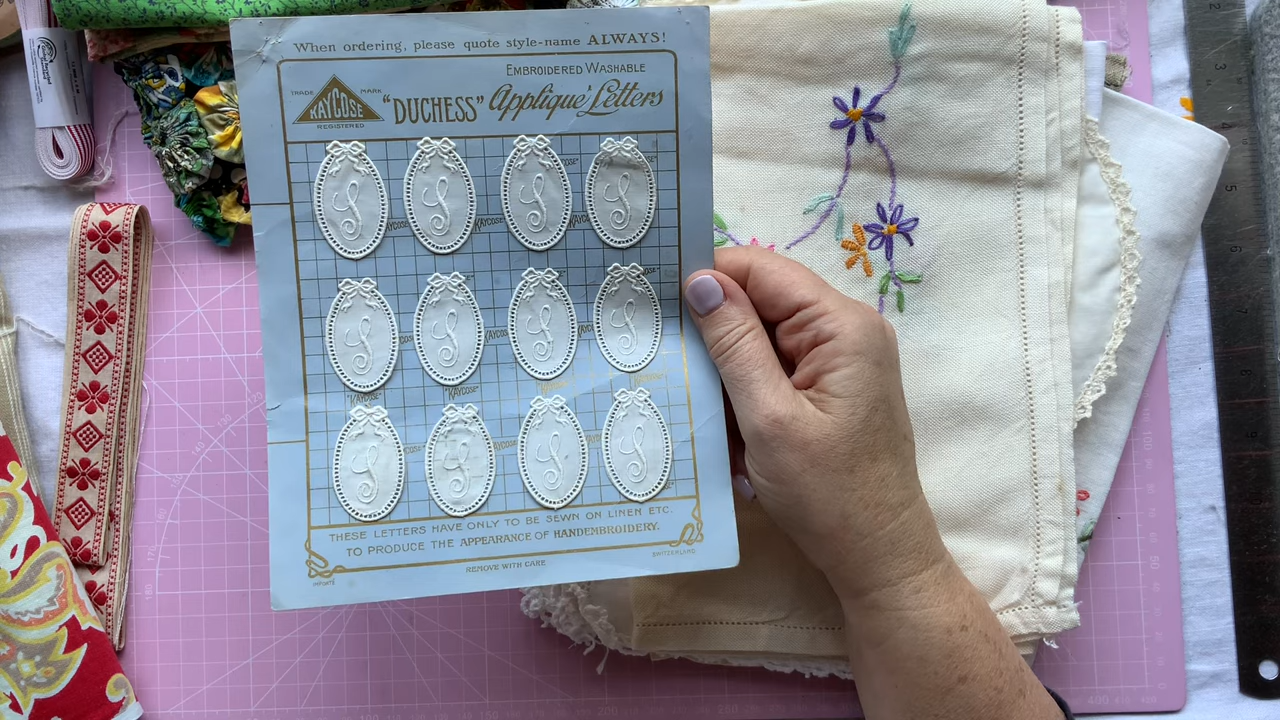 When ordering, please quote style-name ALWAYS!
EMBROIDERED WASHABLE
TRADE MARK
KAYCOSE
REGISTERED
"DUCHESS" Appliqué Letters
THESE LETTERS HAVE ONLY TO BE SEWN ON LINEN ETC.
TO PRODUCE THE APPEARANCE OF HANDEMBROIDERY.
SWITZERLAND
REMOVE WITH CARE